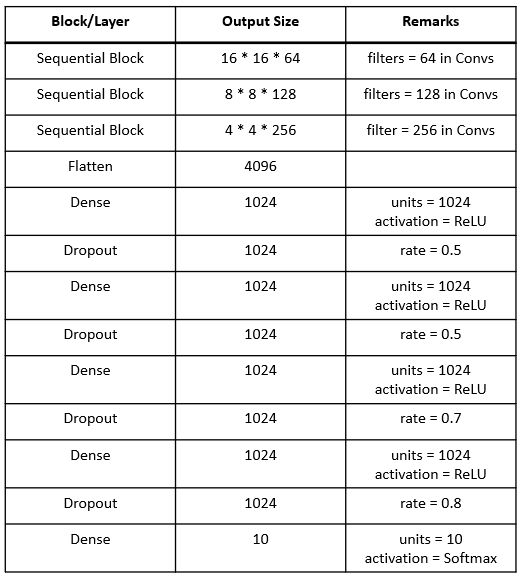 Block/Layer Output Size Remarks
Sequential Block 16 * 16 * 64 filters = 64 in Convs
Sequential Block 8 * 8 * 128 filters = 128 in Convs
Sequential Block 4 * 4 * 256 filter = 256 in Convs
Flatten 4096
Dense 1024 units = 1024
activation = ReLU
Dropout 1024 rate = 0.5
Dense 1024 units = 1024
activation = ReLU
Dropout 1024 rate = 0.5
Dense 1024 units = 1024
activation = ReLU
Dropout 1024 rate = 0.7
Dense 1024 units = 1024
activation = ReLU
Dropout 1024 rate = 0.8
Dense 10 units = 10
activation = Softmax